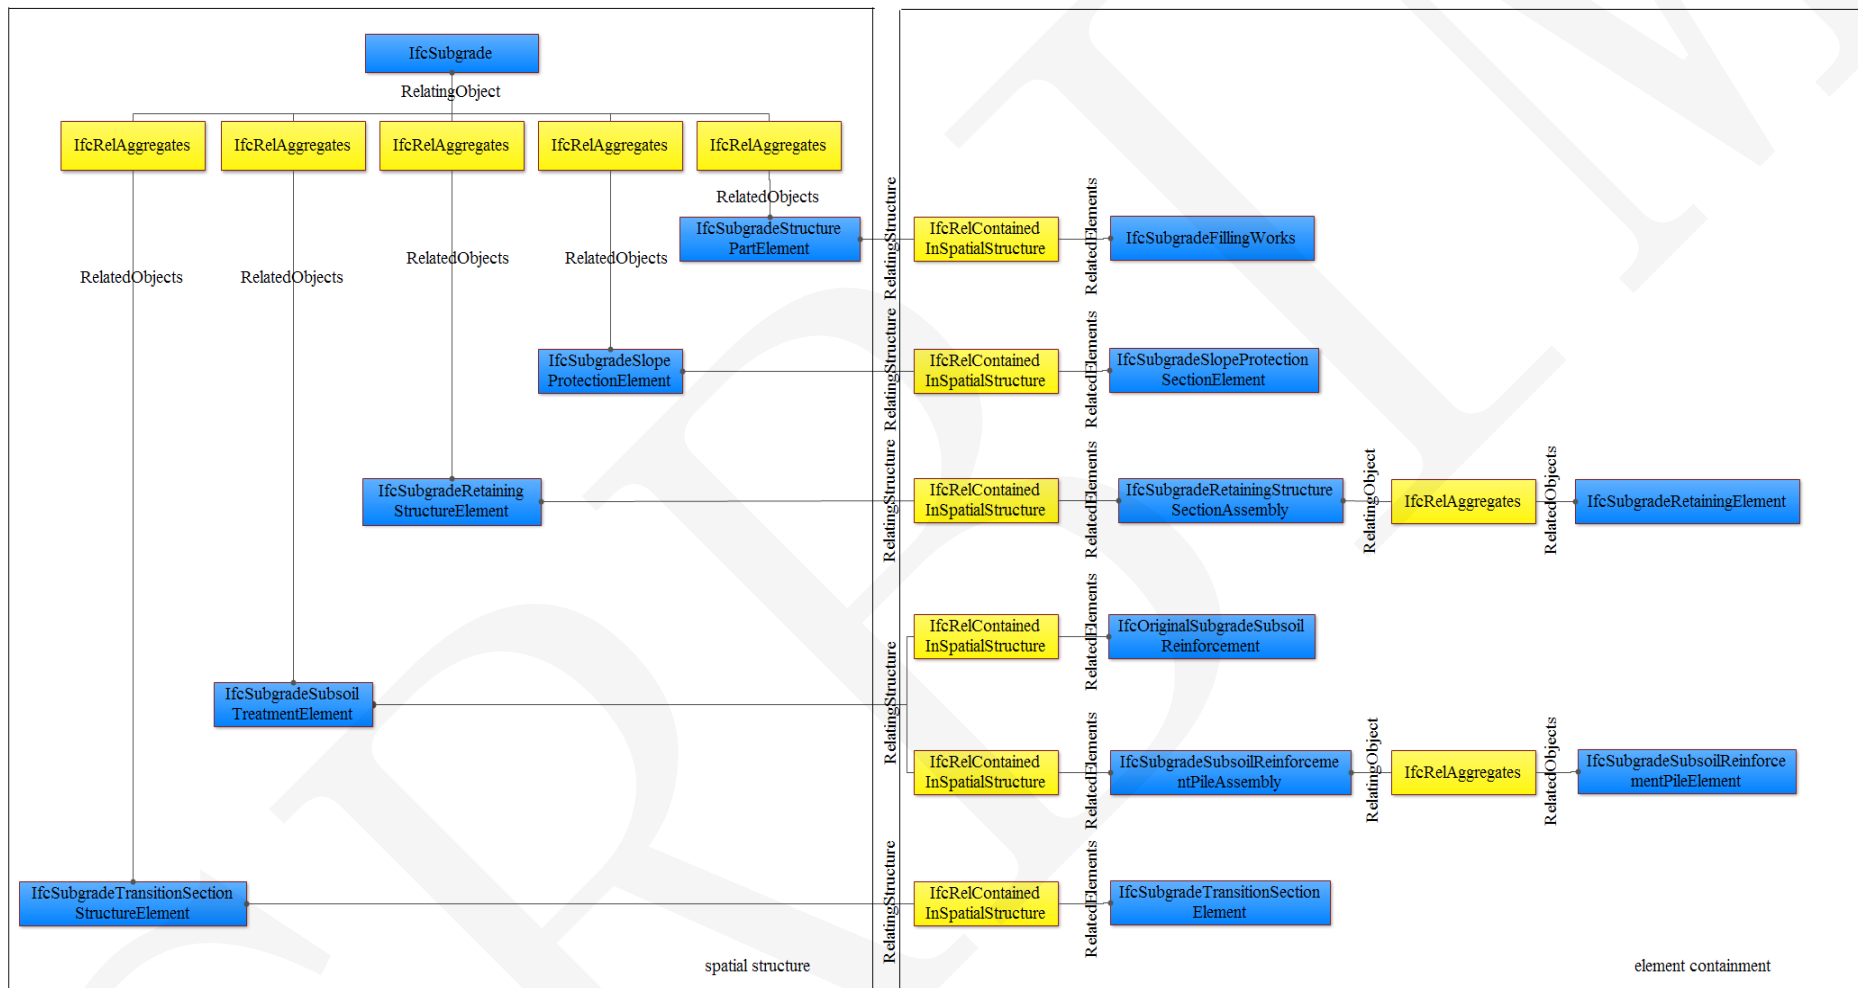 IfcSubgrade
RelatingObject
IfcRelAggregates
IfcRelAggregates
IfcRelAggregates
IfcRelAggregates
IfcRelAggregates
RelatedObjects
RelatedObjects
RelatedObjects
RelatedObjects
RelatedObjects
IfcSubgradeStructure
PartElement
RelatingStructure
IfcRelContained
InSpatialStructure
RelatedElements
IfcSubgradeFillingWorks
IfcSubgradeSlope
ProtectionElement
RelatingStructure
IfcRelContained
InSpatialStructure
RelatedElements
IfcSubgradeSlopeProtection
SectionElement
IfcSubgradeRetaining
StructureElement
RelatingStructure
IfcRelContained
InSpatialStructure
RelatedElements
IfcSubgradeRetainingStructure
SectionAssembly
RelatingObject
IfcRelAggregates
RelatedObjects
IfcSubgradeRetainingElement
IfcSubgradeSubsoil
TreatmentElement
RelatingStructure
IfcRelContained
InSpatialStructure
RelatedElements
IfcOriginalSubgradeSubsoil
Reinforcement
IfcRelContained
InSpatialStructure
RelatedElements
IfcSubgradeSubsoilReinforceme
ntPileAssembly
RelatingObject
IfcRelAggregates
RelatedObjects
IfcSubgradeSubsoilReinforce
mentPileElement
IfcSubgradeTransitionSection
StructureElement
RelatingStructure
IfcRelContained
InSpatialStructure
RelatedElements
IfcSubgradeTransitionSection
Element
spatial structure
element containment